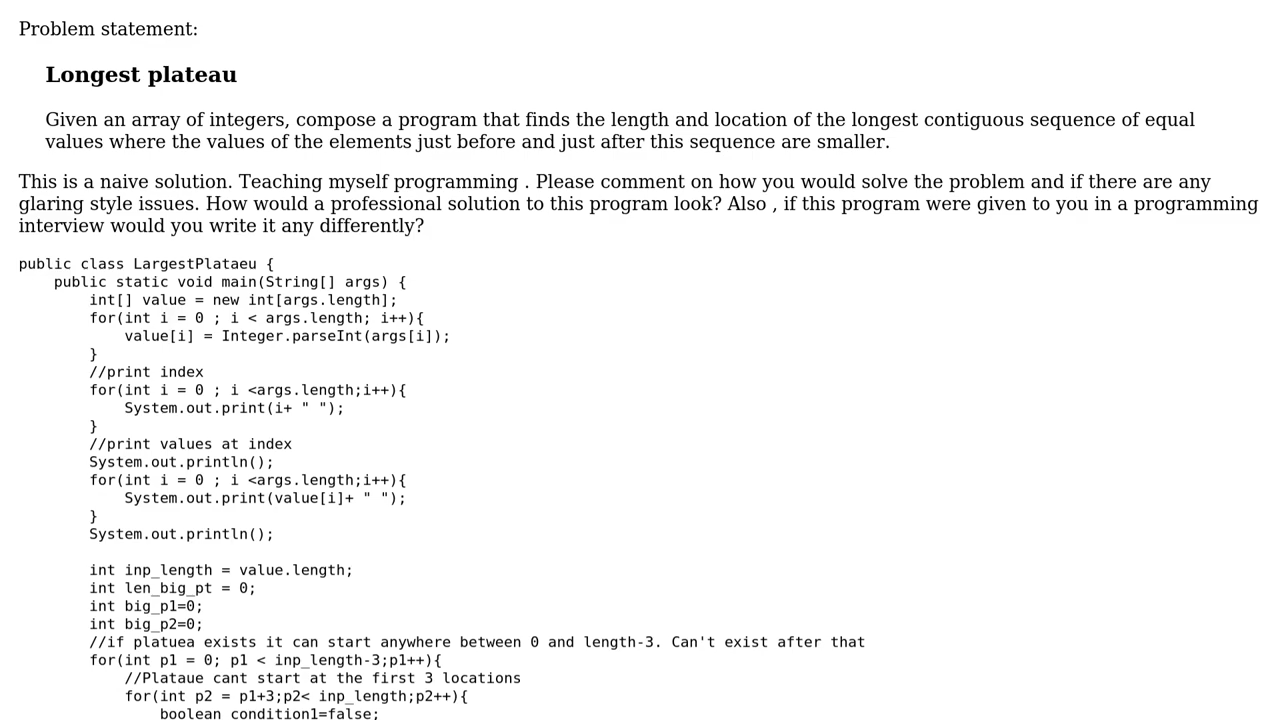 Problem statement:
Longest plateau
Given an array of integers, compose a program that finds the length and location of the longest contiguous sequence of equal
values where the values of the elements just before and just after this sequence are smaller.
This is a naive solution. Teaching myself programming . Please comment on how you would solve the problem and if there are any
glaring style issues. How would a professional solution to this program look? Also , if this program were given to you in a programming
interview would you write it any differently?
public class LargestPlataeu {
    public static void main(String[] args) {
        int[] value = new int[args.length];
        for(int i = 0 ; i < args.length; i++){
            value[i] = Integer.parseInt(args[i]);
        }
        //print index
        for(int i = 0 ; i <args.length;i++){
            System.out.print(i+ " ");
        }
        //print values at index
        System.out.println();
        for(int i = 0 ; i <args.length;i++){
            System.out.print(value[i]+ " ");
        }
        System.out.println();
        int inp_length = value.length;
        int len_big_pt = 0;
        int big_p1=0;
        int big_p2=0;
        //if platuea exists it can start anywhere between 0 and length-3. Can't exist after that
        for(int p1 = 0; p1 < inp_length-3;p1++){
            //Plataue cant start at the first 3 locations
            for(int p2 = p1+3;p2< inp_length;p2++){
                boolean condition1=false;